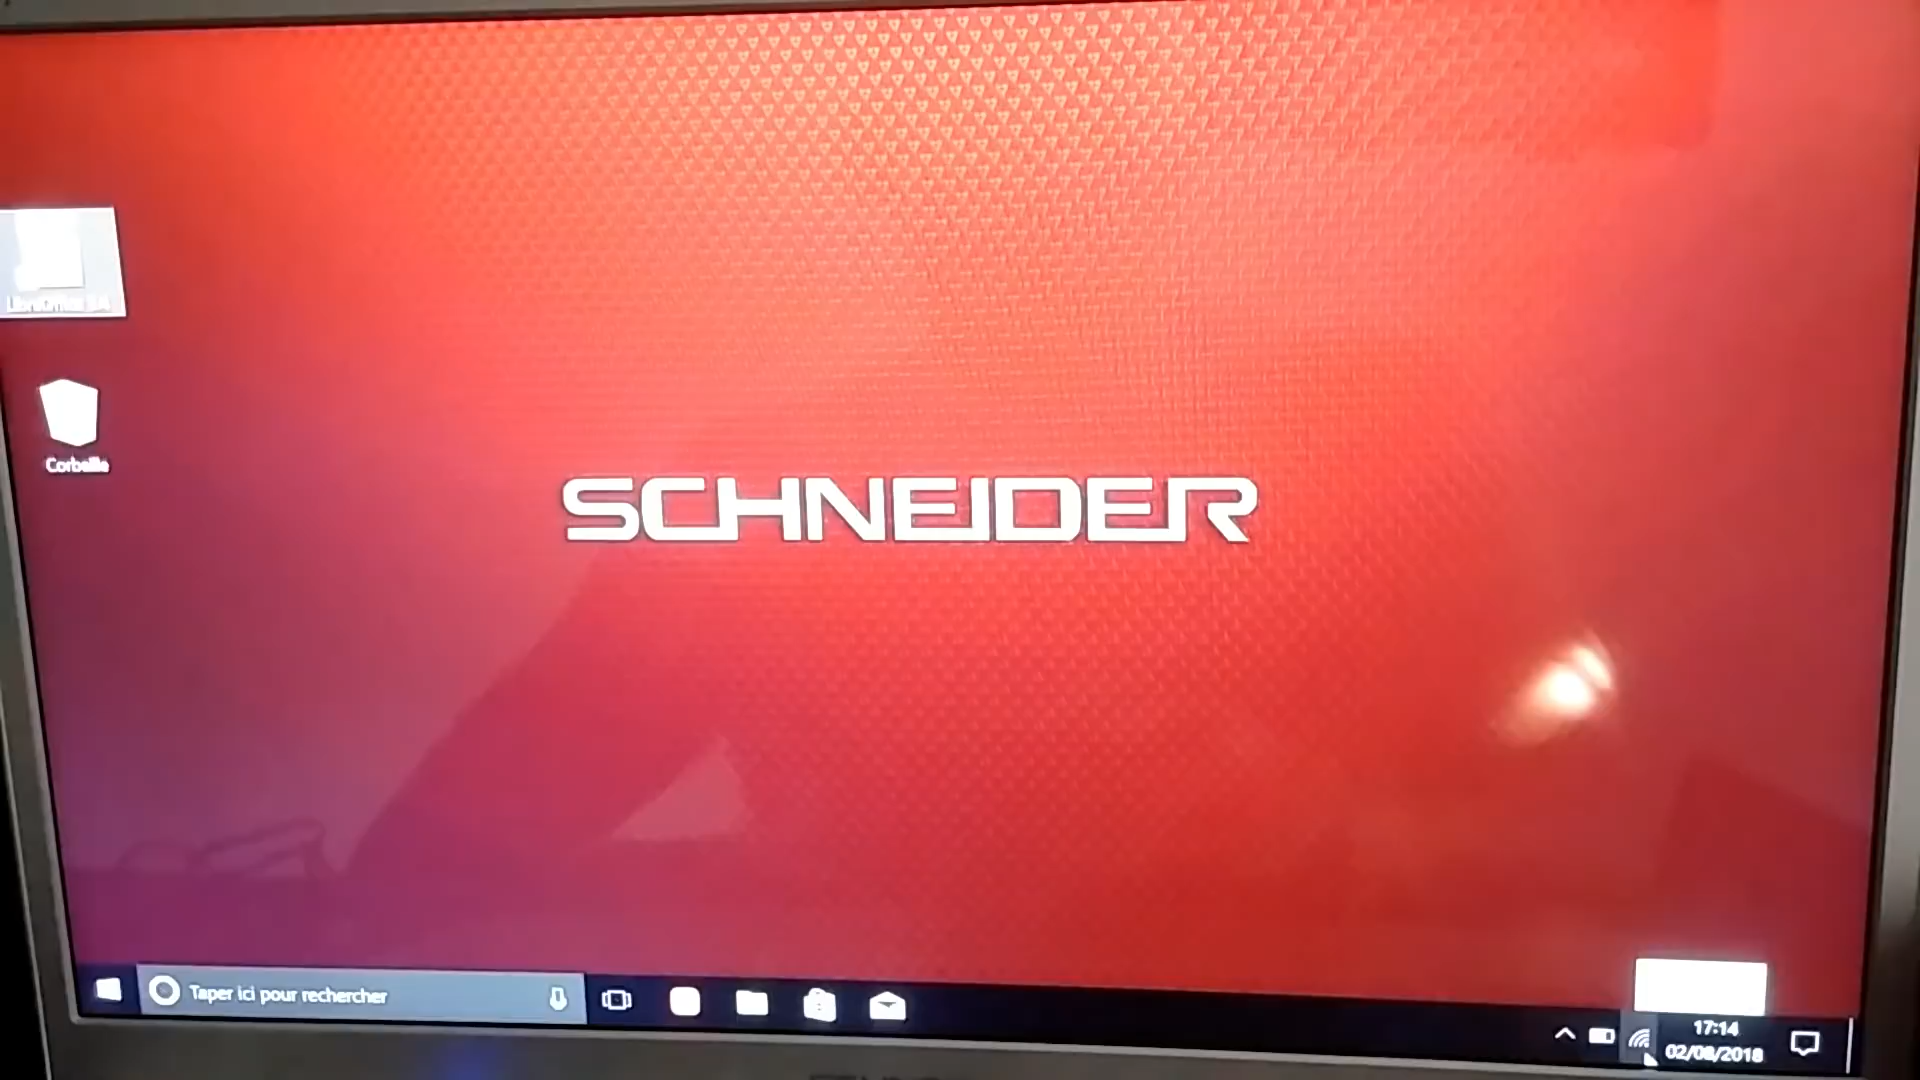 SCHNEIDER
Corbeille
Taper ici pour rechercher
17:14
02/08/2018